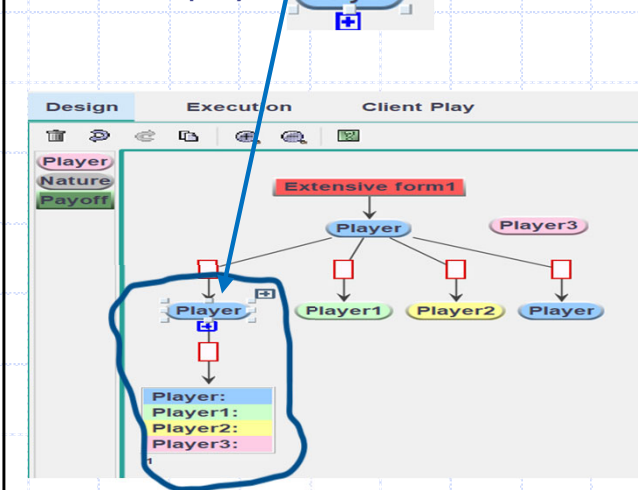 Design Execution Client Play
Player
Nature
Payoff
Extensive form1
Player
Player3
Player
Player1
Player2
Player
Player:
Player1:
Player2:
Player3:
1